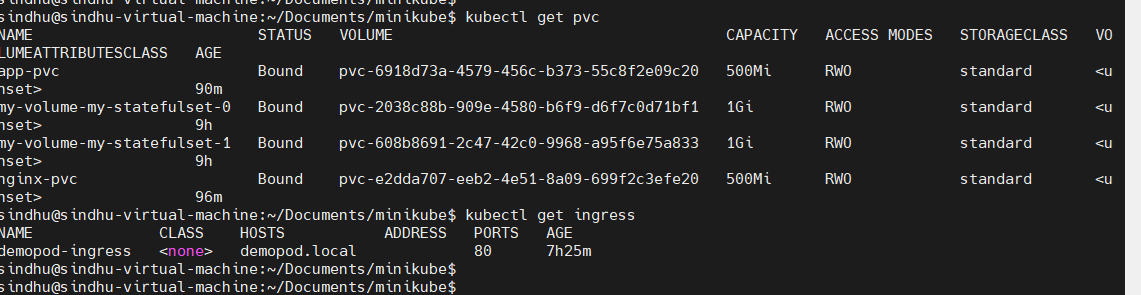 sindhu@sindhu-virtual-machine:~/Documents/minikube$
sindhu@sindhu-virtual-machine:~/Documents/minikube$ kubectl get pvc
NAME STATUS VOLUME CAPACITY ACCESS MODES STORAGECLASS VO
LUMEATTRIBUTESCLASS AGE
app-pvc Bound pvc-6918d73a-4579-456c-b373-55c8f2e09c20 500Mi RWO standard <u
nset> 90m
my-volume-my-statefulset-0 Bound pvc-2038c88b-909e-4580-b6f9-d6f7c0d71bf1 1Gi RWO standard <u
nset> 9h
my-volume-my-statefulset-1 Bound pvc-608b8691-2c47-42c0-9968-a95f6e75a833 1Gi RWO standard <u
nset> 9h
nginx-pvc Bound pvc-e2dda707-eeb2-4e51-8a09-699f2c3efe20 500Mi RWO standard <u
nset> 96m
sindhu@sindhu-virtual-machine:~/Documents/minikube$ kubectl get ingress
NAME CLASS HOSTS ADDRESS PORTS AGE
demopod-ingress <none> demopod.local 80 7h25m
sindhu@sindhu-virtual-machine:~/Documents/minikube$
sindhu@sindhu-virtual-machine:~/Documents/minikube$